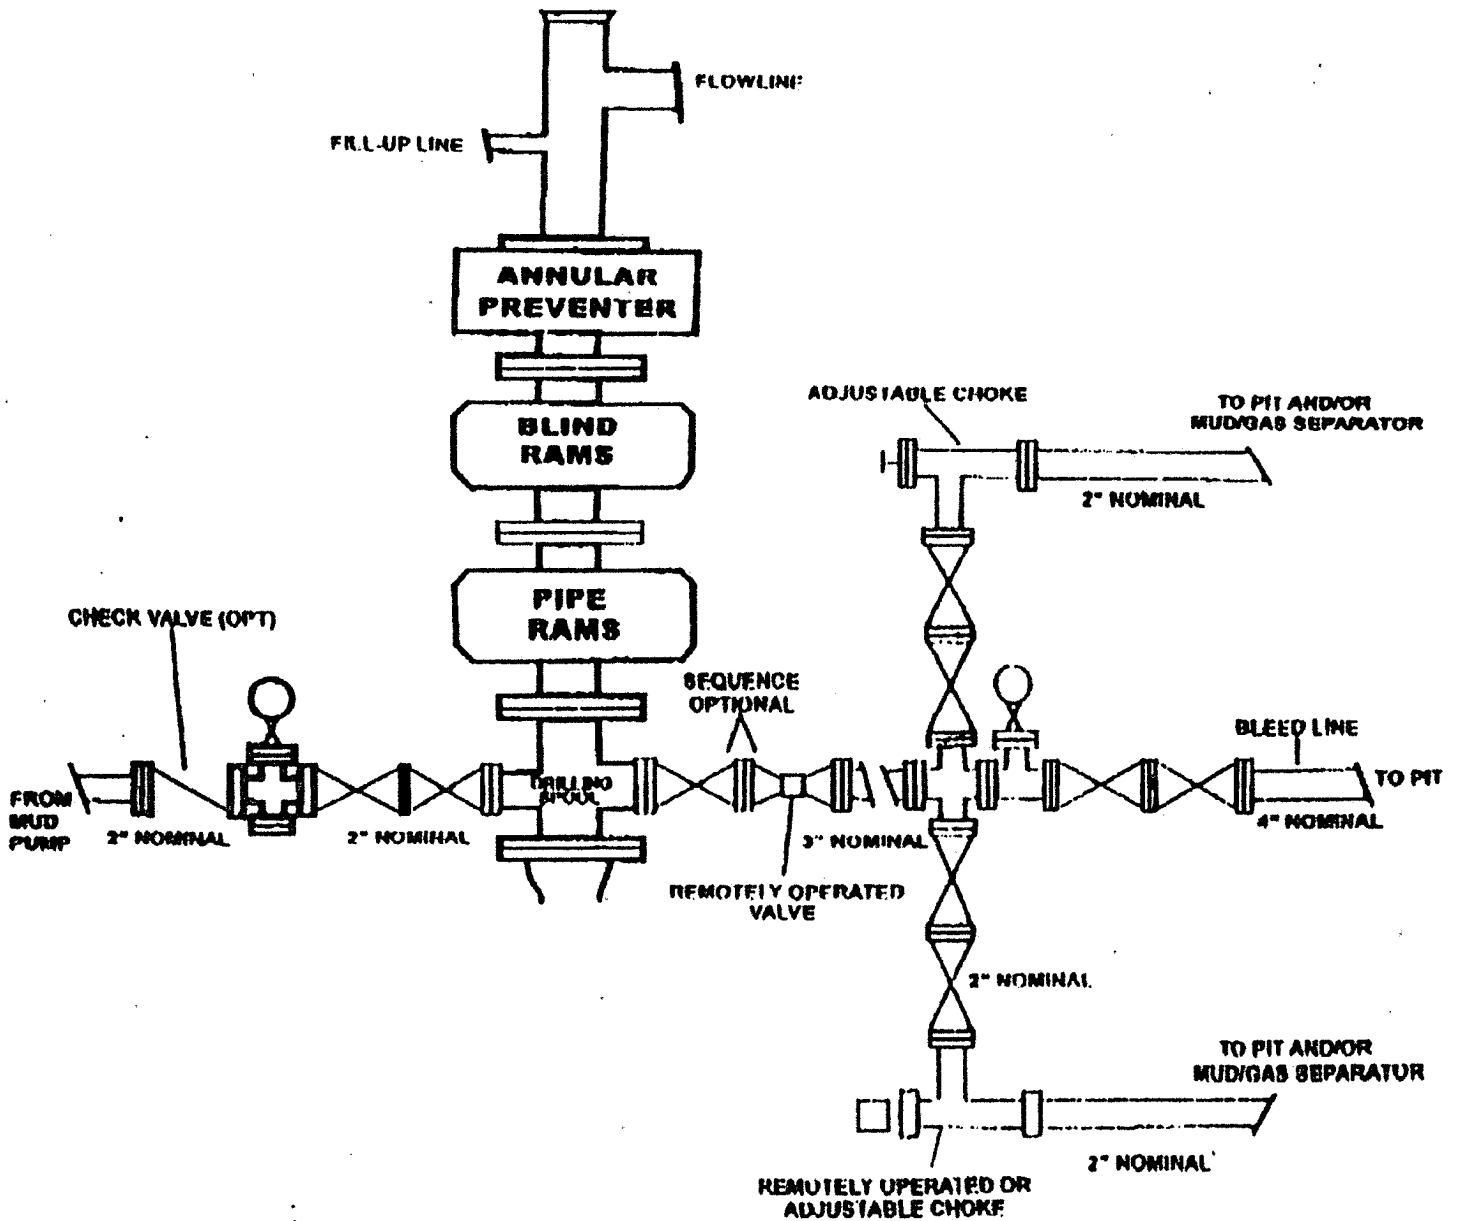 FLOWLINE
FILL-UP LINE
ANNULAR
PREVENTER
ADJUSTABLE CHOKE
TO PIT AND/OR
MUD/GAS SEPARATOR
BLIND
RAMS
2" NOMINAL
PIPE
RAMS
CHECK VALVE (OPT)
SEQUENCE
OPTIONAL
BLEED LINE
TO PIT
DRILLING
SPOOL
FROM
MUD
PUMP
2" NOMINAL
2" NOMINAL
3" NOMINAL
4" NOMINAL
REMOTELY OPERATED
VALVE
2" NOMINAL
TO PIT AND/OR
MUD/GAS SEPARATOR
2" NOMINAL
REMOTELY OPERATED OR
ADJUSTABLE CHOKE